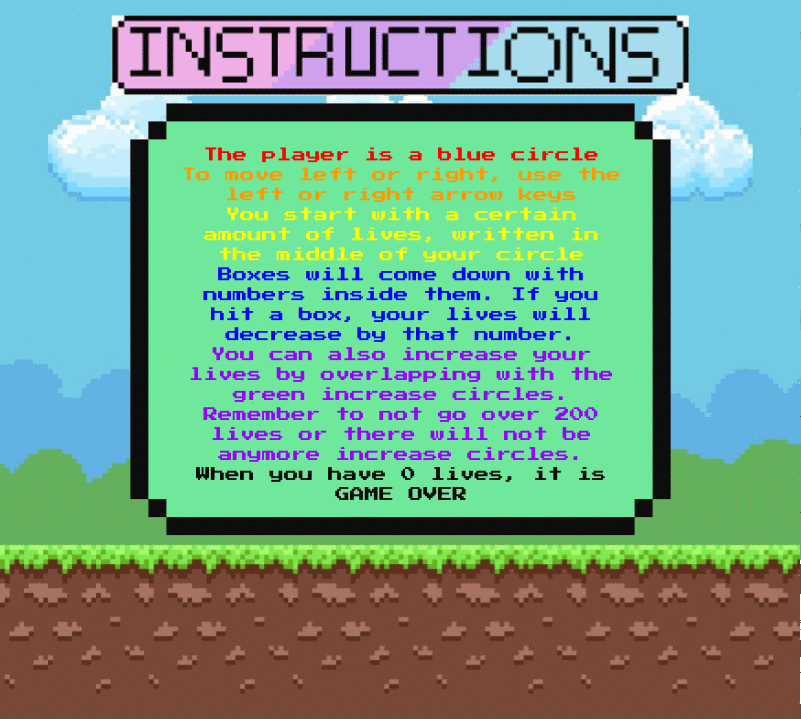 INSTRUCTIONS
The player is a blue circle
To move left or right, use the
left or right arrow keys
You start with a certain
amount of lives, written in
the middle of your circle
Boxes will come down with
numbers inside them. If you
hit a box, your lives will
decrease by that number.
You can also increase your
lives by overlapping with the
green increase circles.
Remember to not go over 200
lives or there will not be
anymore increase circles.
When you have 0 lives, it is
GAME OVER